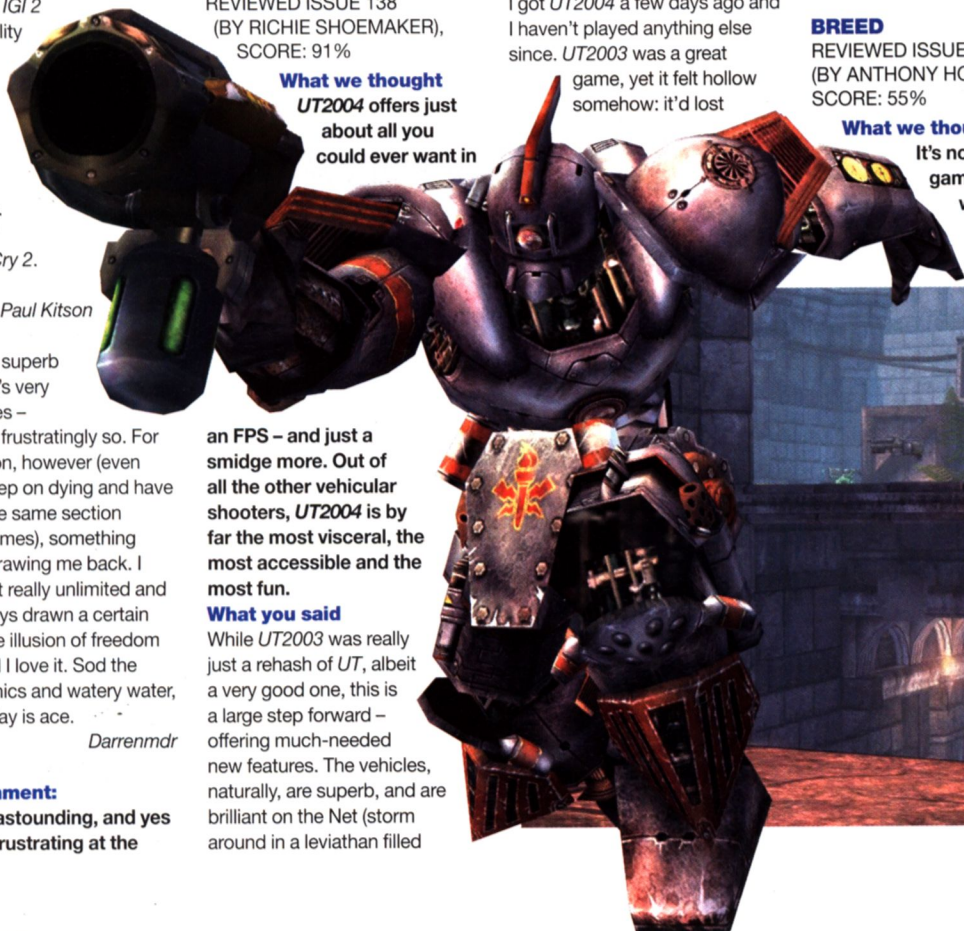 IGI 2
lity
ry 2.
Paul Kitson
superb
's very
es –
frustratingly so. For
on, however (even
ep on dying and have
e same section
mes), something
rawing me back. I
t really unlimited and
ys drawn a certain
e illusion of freedom
I love it. Sod the
nics and watery water,
ay is ace.
Darrenmdr
ment:
astounding, and yes
rustrating at the
REVIEWED ISSUE 138
(BY RICHIE SHOEMAKER),
SCORE: 91%
What we thought
UT2004 offers just
about all you
could ever want in
an FPS – and just a
smidge more. Out of
all the other vehicular
shooters, UT2004 is by
far the most visceral, the
most accessible and the
most fun.
What you said
While UT2003 was really
just a rehash of UT, albeit
a very good one, this is
a large step forward –
offering much-needed
new features. The vehicles,
naturally, are superb, and are
brilliant on the Net (storm
around in a leviathan filled
I got UT2004 a few days ago and
I haven't played anything else
since. UT2003 was a great
game, yet it felt hollow
somehow: it'd lost
BREED
REVIEWED ISSUE
(BY ANTHONY HO
SCORE: 55%
What we thou
It's no
gam